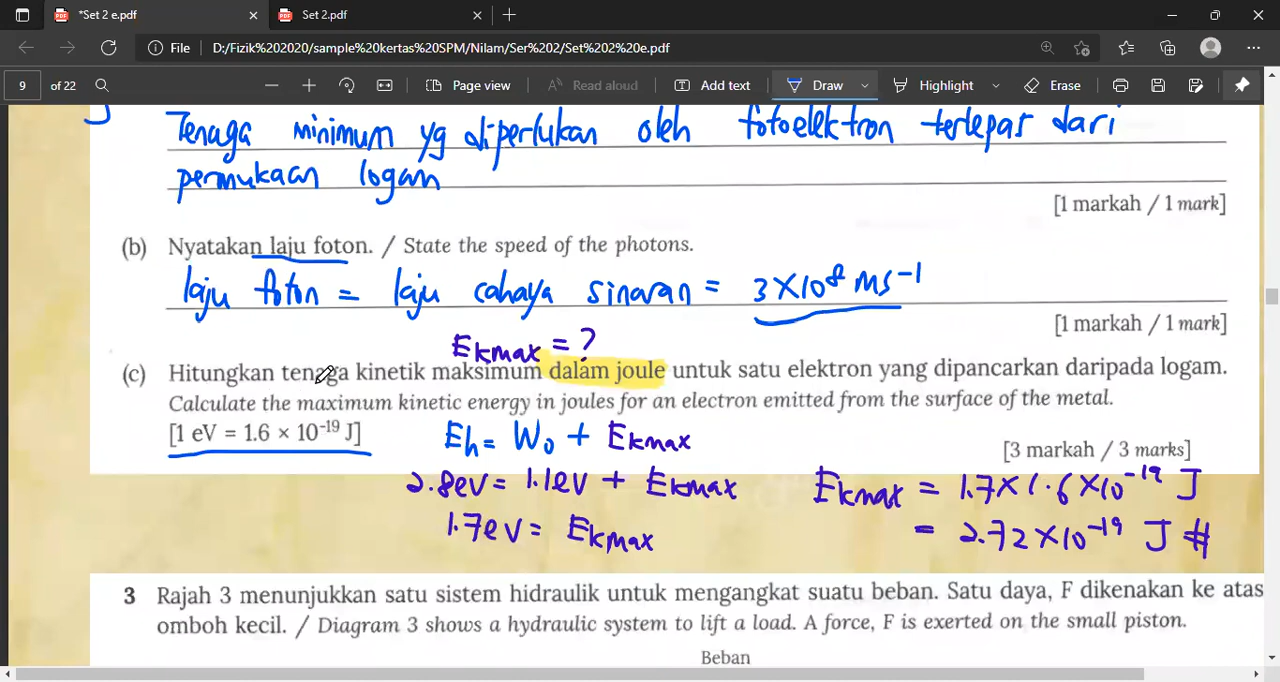 *Set 2 e.pdf
Set 2.pdf
File D:/Fizik%202020/sample%20kertas%20SPM/Nilam/Ser%202/Set%202%20e.pdf
9 of 22 Page view Read aloud Add text Draw Highlight Erase
Tenaga minimum yg diperlukan oleh fotoelektron terlepas dari
permukaan logam
[1 markah / 1 mark]
(b) Nyatakan laju foton. / State the speed of the photons.
laju foton = laju cahaya sinaran = 3×10⁸ ms⁻¹
[1 markah / 1 mark]
Ekmax = ?
(c) Hitungkan tenaga kinetik maksimum dalam joule untuk satu elektron yang dipancarkan daripada logam.
Calculate the maximum kinetic energy in joules for an electron emitted from the surface of the metal.
[1 eV = 1.6 × 10⁻¹⁹ J]
Eh = W₀ + Ekmax
[3 markah / 3 marks]
2.8eV = 1.1eV + Ekmax
1.7eV = Ekmax
Ekmax = 1.7×1.6×10⁻¹⁹ J
= 2.72×10⁻¹⁹ J #
3 Rajah 3 menunjukkan satu sistem hidraulik untuk mengangkat suatu beban. Satu daya, F dikenakan ke atas
omboh kecil. / Diagram 3 shows a hydraulic system to lift a load. A force, F is exerted on the small piston.
Beban